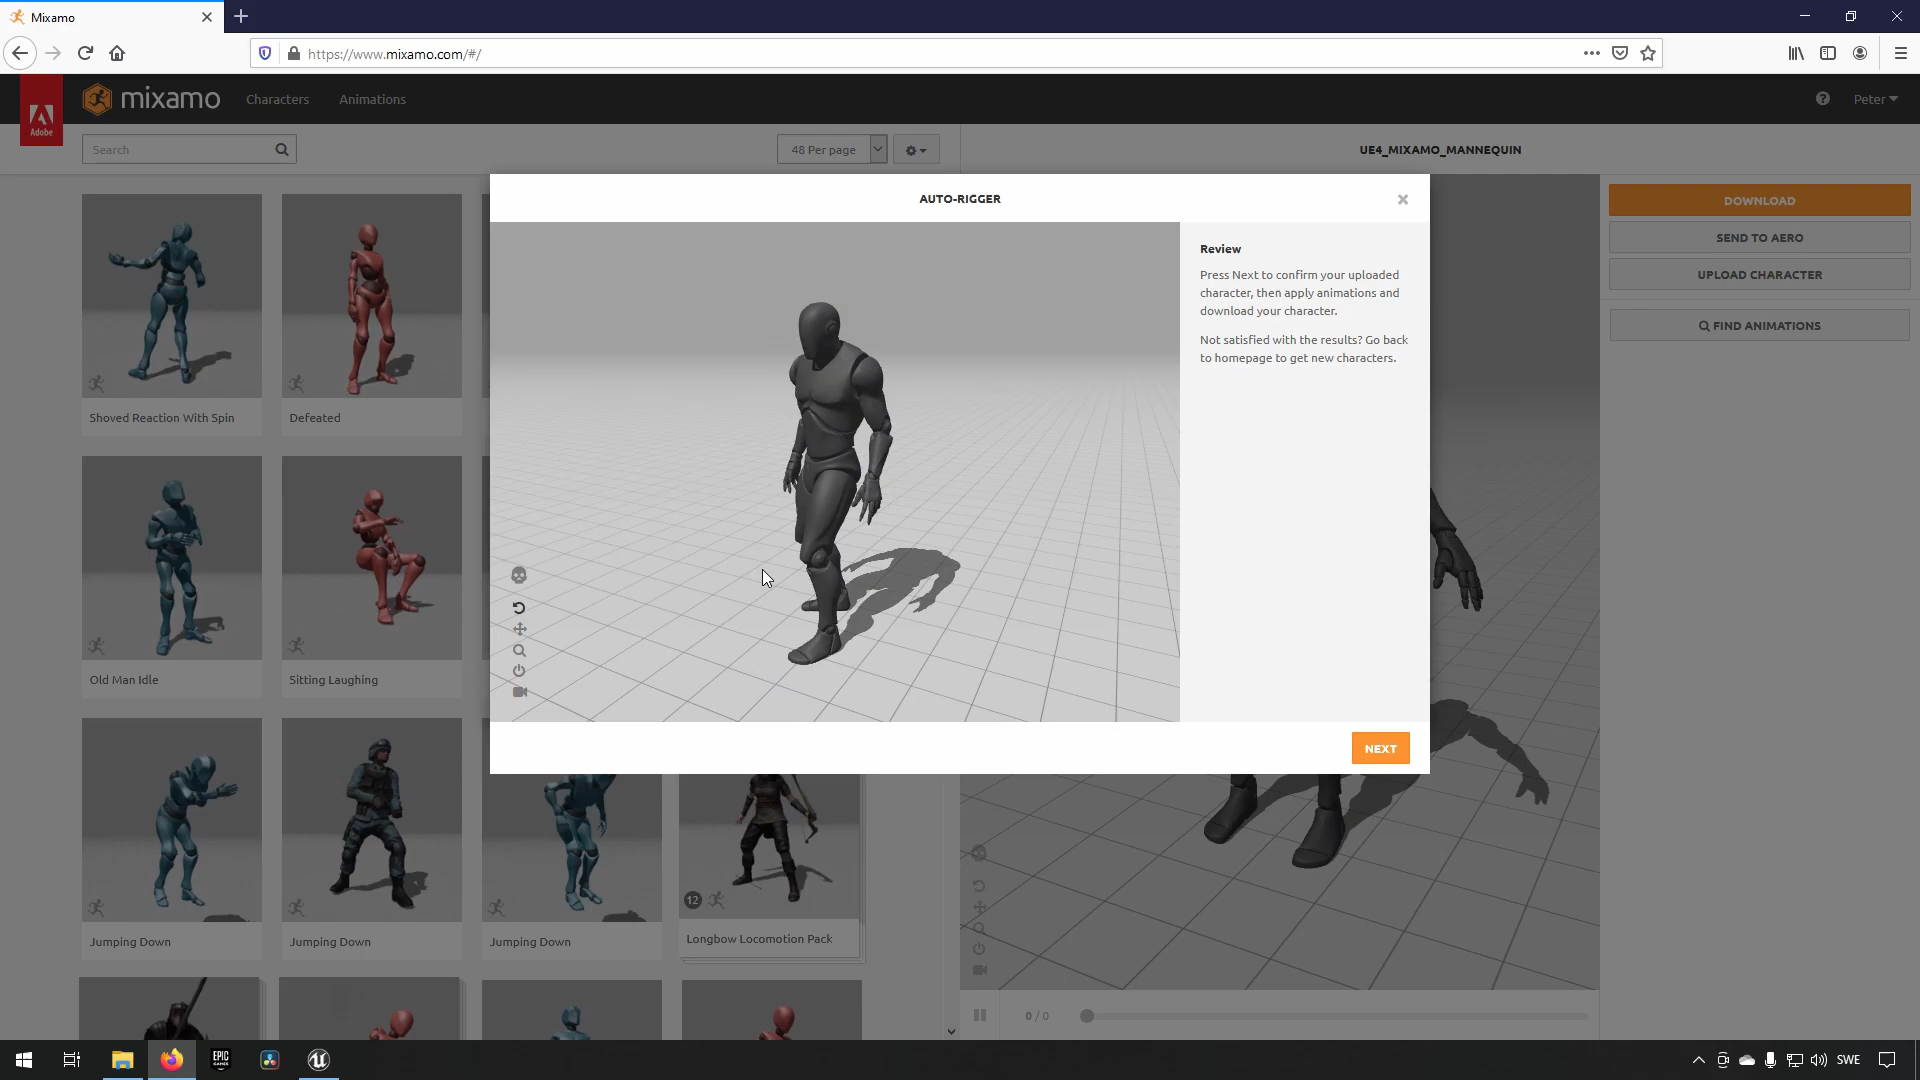 Mixamo
https://www.mixamo.com/#/
Adobe
mixamo
Characters
Animations
Peter
Search
48 Per page
UE4_MIXAMO_MANNEQUIN
AUTO-RIGGER
Review
Press Next to confirm your uploaded
character, then apply animations and
download your character.
Not satisfied with the results? Go back
to homepage to get new characters.
NEXT
DOWNLOAD
SEND TO AERO
UPLOAD CHARACTER
FIND ANIMATIONS
Shoved Reaction With Spin
Defeated
Old Man Idle
Sitting Laughing
Jumping Down
Jumping Down
Jumping Down
12
Longbow Locomotion Pack
0 / 0
EPIC
GAMES
SWE